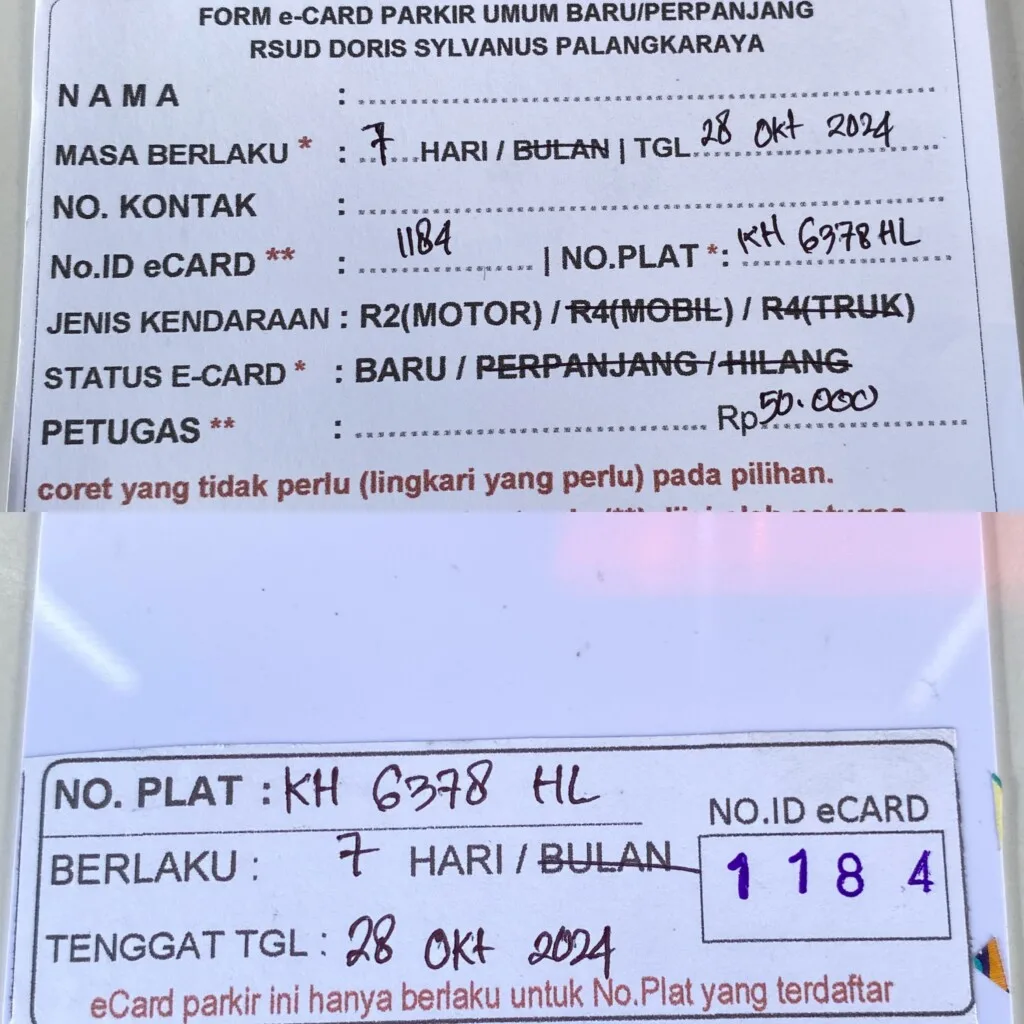 FORM e-CARD PARKIR UMUM BARU/PERPANJANG
RSUD DORIS SYLVANUS PALANGKARAYA
NAMA :
MASA BERLAKU * : 7 HARI / BULAN | TGL 28 Okt 2024
NO. KONTAK :
No.ID eCARD ** : 1184 | NO.PLAT *: KH 6378 HL
JENIS KENDARAAN : R2(MOTOR) / R4(MOBIL) / R4(TRUK)
STATUS E-CARD * : BARU / PERPANJANG / HILANG
PETUGAS ** : Rp 50.000
coret yang tidak perlu (lingkari yang perlu) pada pilihan.
NO. PLAT : KH 6378 HL
NO.ID eCARD
BERLAKU : 7 HARI / BULAN
1 1 8 4
TENGGAT TGL : 28 OKt 2024
eCard parkir ini hanya berlaku untuk No.Plat yang terdaftar